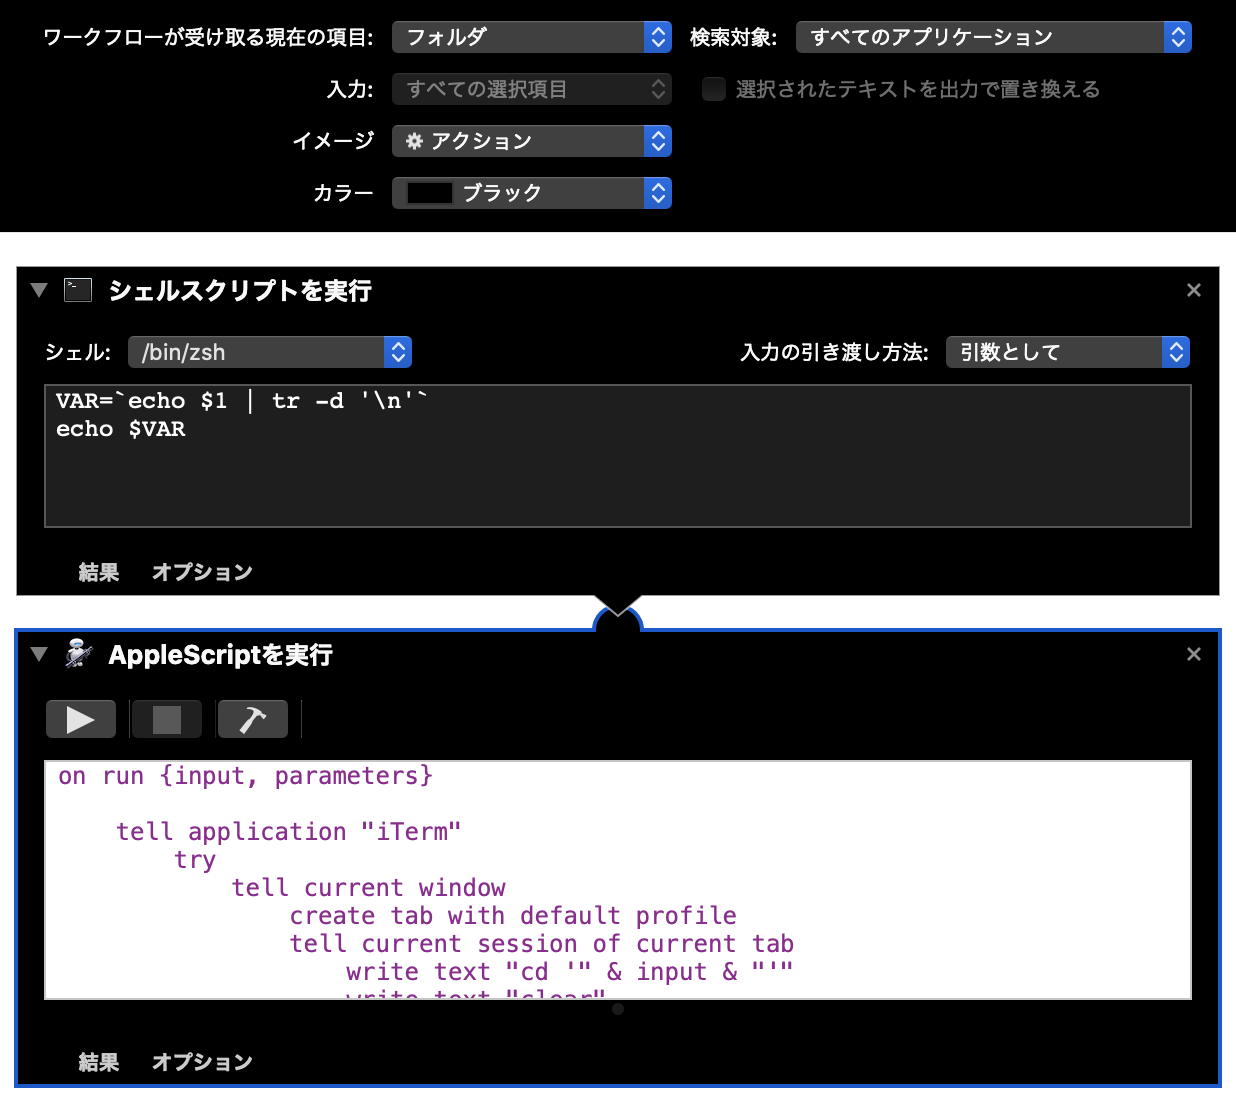 ワークフローが受け取る現在の項目: フォルダ 検索対象: すべてのアプリケーション
入力: すべての選択項目 選択されたテキストを出力で置き換える
イメージ アクション
カラー ブラック
シェルスクリプトを実行
シェル: /bin/zsh 入力の引き渡し方法: 引数として
VAR=`echo $1 | tr -d '\n'`
echo $VAR
結果 オプション
AppleScriptを実行
on run {input, parameters}
tell application "iTerm"
try
tell current window
create tab with default profile
tell current session of current tab
write text "cd '" & input & "'"
write text "clear"
結果 オプション